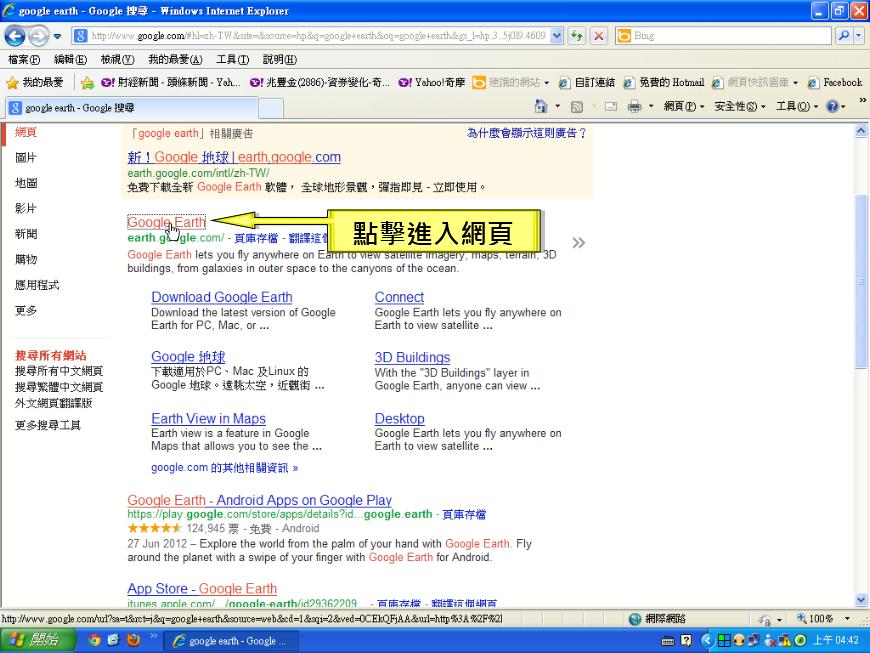 google earth - Google 搜尋 - Windows Internet Explorer
http://www.google.com/#hl=zh-TW&site=&source=hp&q=google+earth&oq=google+earth&gs_l=hp.3...5j0l9.4609
Bing
檔案(F) 編輯(E) 檢視(V) 我的最愛(A) 工具(T) 說明(H)
我的最愛 財經新聞 - 頭條新聞 - Yah... 兆豐金(2886)-資券變化-奇... Yahoo!奇摩 建議的網站 自訂連結 免費的 Hotmail 網頁快訊圖庫 Facebook
google earth - Google 搜尋
網頁(P) 安全性(S) 工具(O)
網頁
圖片
地圖
影片
新聞
購物
應用程式
更多
搜尋所有網站
搜尋所有中文網頁
搜尋繁體中文網頁
外文網頁翻譯版
更多搜尋工具
「google earth」相關廣告 為什麼會顯示這則廣告？
新！Google 地球 | earth.google.com
earth.google.com/intl/zh-TW/
免費下載全新 Google Earth 軟體， 全球地形景觀，彈指即見 - 立即使用。
Google Earth
點擊進入網頁
earth.google.com/ - 頁庫存檔 - 翻譯這個
Google Earth lets you fly anywhere on Earth to view satellite imagery, maps, terrain, 3D
buildings, from galaxies in outer space to the canyons of the ocean.
Download Google Earth
Download the latest version of Google
Earth for PC, Mac, or ...
Connect
Google Earth lets you fly anywhere on
Earth to view satellite ...
Google 地球
下載適用於PC、Mac 及Linux 的
Google 地球。遠眺太空，近觀街 ...
3D Buildings
With the "3D Buildings" layer in
Google Earth, anyone can view ...
Earth View in Maps
Earth view is a feature in Google
Maps that allows you to see the ...
Desktop
Google Earth lets you fly anywhere on
Earth to view satellite ...
google.com 的其他相關資訊 »
Google Earth - Android Apps on Google Play
https://play.google.com/store/apps/details?id...google.earth - 頁庫存檔
124,945 票 - 免費 - Android
27 Jun 2012 – Explore the world from the palm of your hand with Google Earth. Fly
around the planet with a swipe of your finger with Google Earth for Android.
App Store - Google Earth
itunes.apple.com/.../google-earth/id29362209... - 頁庫存檔 - 翻譯這個網頁
http://www.google.com/url?sa=t&rct=j&q=google+earth&source=web&cd=1&sqi=2&ved=0CEkQFjAA&url=http%3A%2F%2
網際網路
100%
開始
google earth - Google ...
上午 04:42